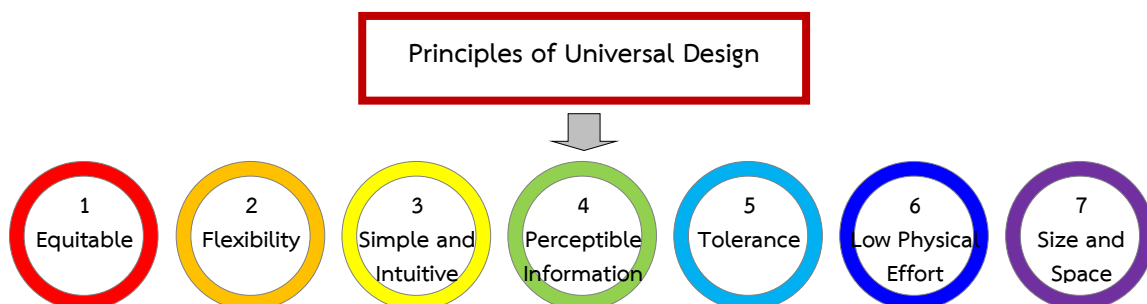 Principles of Universal Design
1
Equitable
2
Flexibility
3
Simple and
Intuitive
4
Perceptible
Information
5
Tolerance
6
Low Physical
Effort
7
Size and
Space